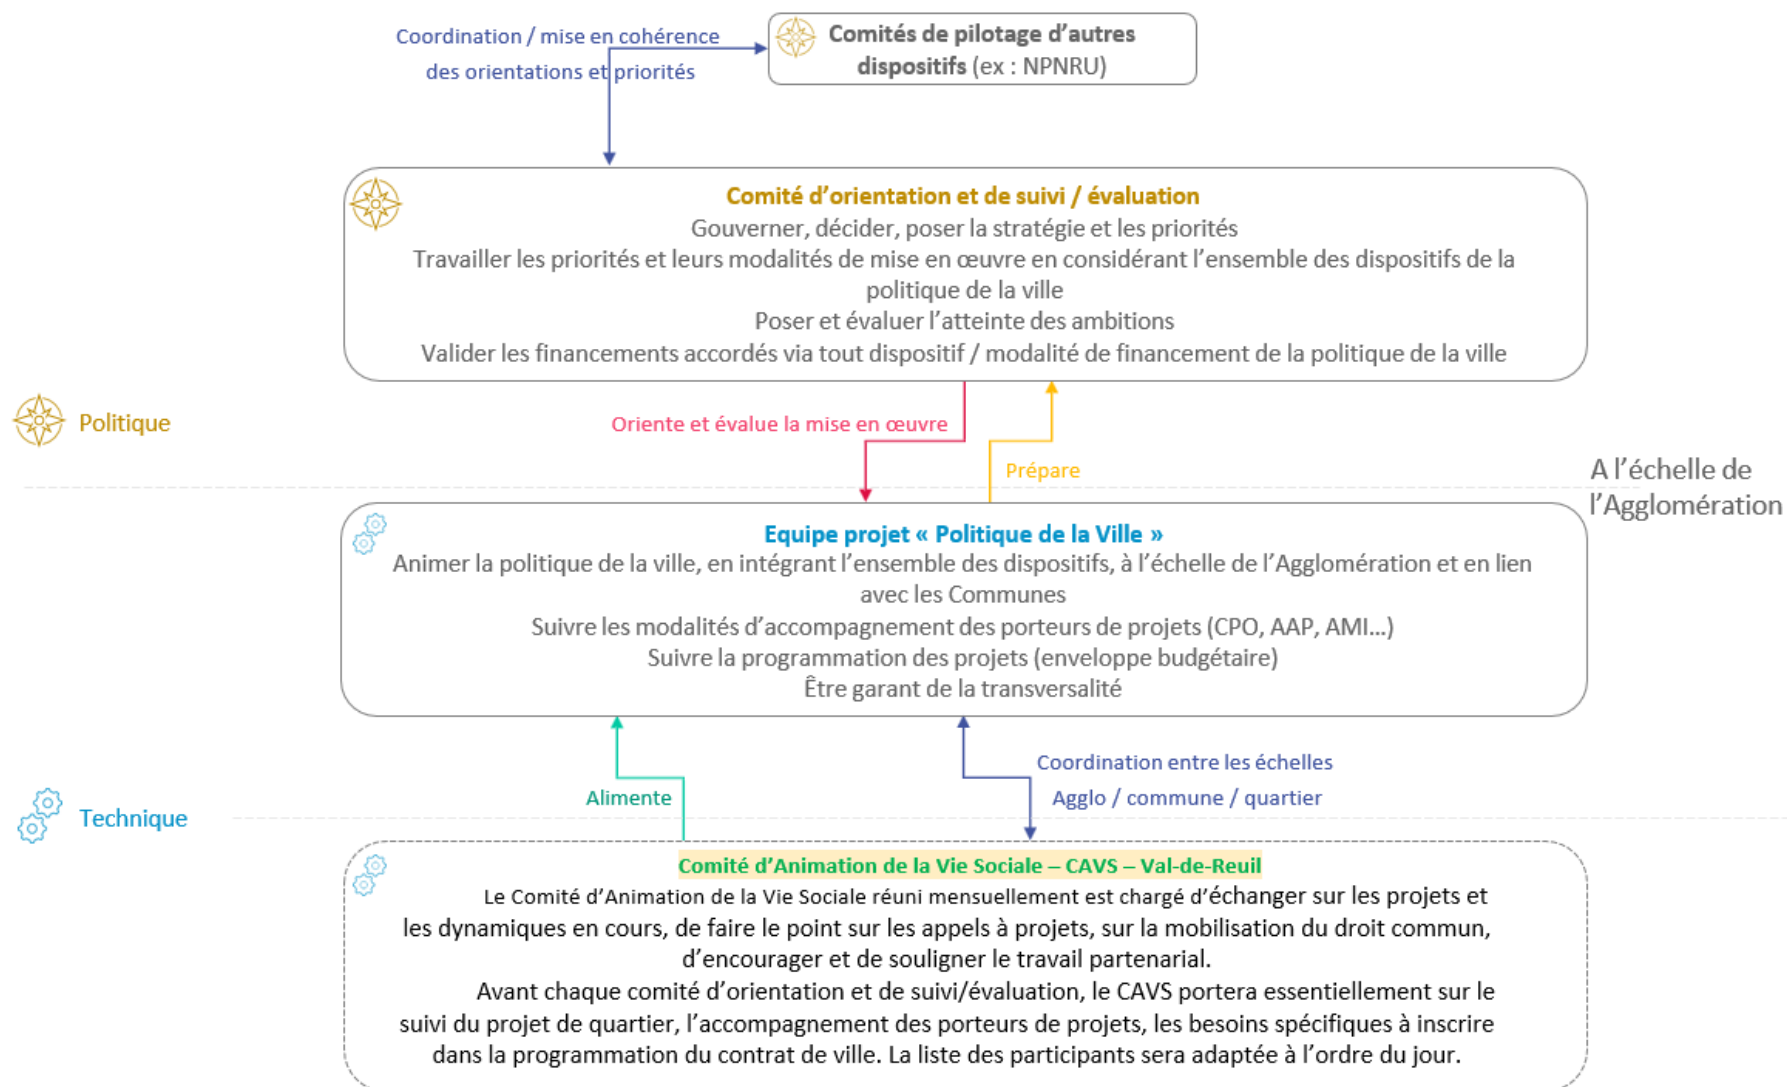 Coordination / mise en cohérence
des orientations et priorités
Comités de pilotage d'autres
dispositifs (ex : NPNRU)
Comité d'orientation et de suivi / évaluation
Gouverner, décider, poser la stratégie et les priorités
Travailler les priorités et leurs modalités de mise en œuvre en considérant l'ensemble des dispositifs de la
politique de la ville
Poser et évaluer l'atteinte des ambitions
Valider les financements accordés via tout dispositif / modalité de financement de la politique de la ville
Politique
Oriente et évalue la mise en œuvre
Prépare
A l'échelle de
l'Agglomération
Equipe projet « Politique de la Ville »
Animer la politique de la ville, en intégrant l'ensemble des dispositifs, à l'échelle de l'Agglomération et en lien
avec les Communes
Suivre les modalités d'accompagnement des porteurs de projets (CPO, AAP, AMI…)
Suivre la programmation des projets (enveloppe budgétaire)
Être garant de la transversalité
Alimente
Coordination entre les échelles
Agglo / commune / quartier
Technique
Comité d'Animation de la Vie Sociale – CAVS – Val-de-Reuil
Le Comité d'Animation de la Vie Sociale réuni mensuellement est chargé d'échanger sur les projets et
les dynamiques en cours, de faire le point sur les appels à projets, sur la mobilisation du droit commun,
d'encourager et de souligner le travail partenarial.
Avant chaque comité d'orientation et de suivi/évaluation, le CAVS portera essentiellement sur le
suivi du projet de quartier, l'accompagnement des porteurs de projets, les besoins spécifiques à inscrire
dans la programmation du contrat de ville. La liste des participants sera adaptée à l'ordre du jour.